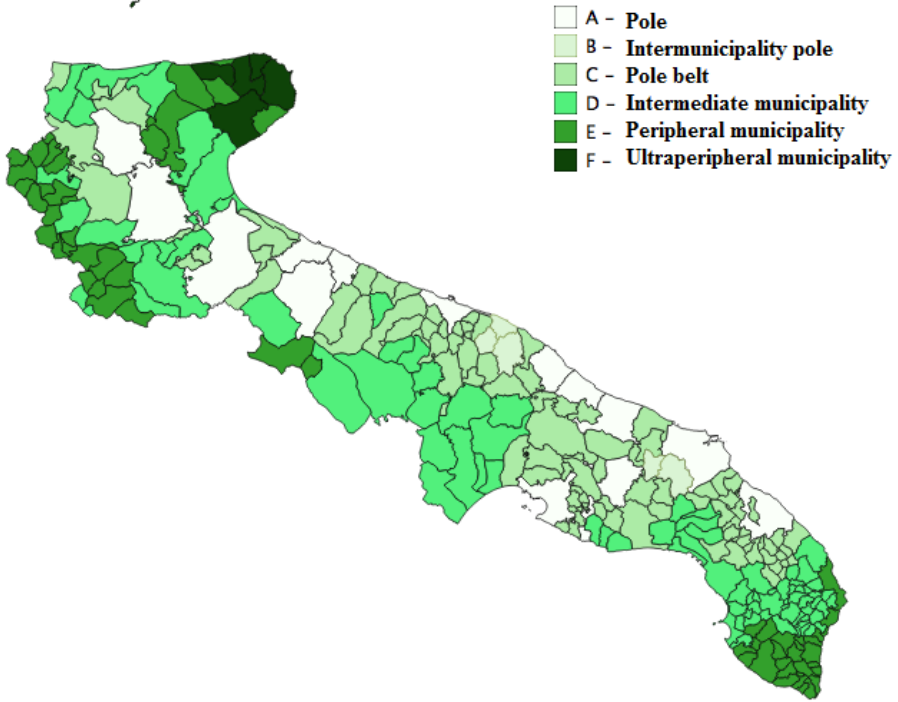 A – Pole
B – Intermunicipality pole
C – Pole belt
D – Intermediate municipality
E – Peripheral municipality
F – Ultraperipheral municipality